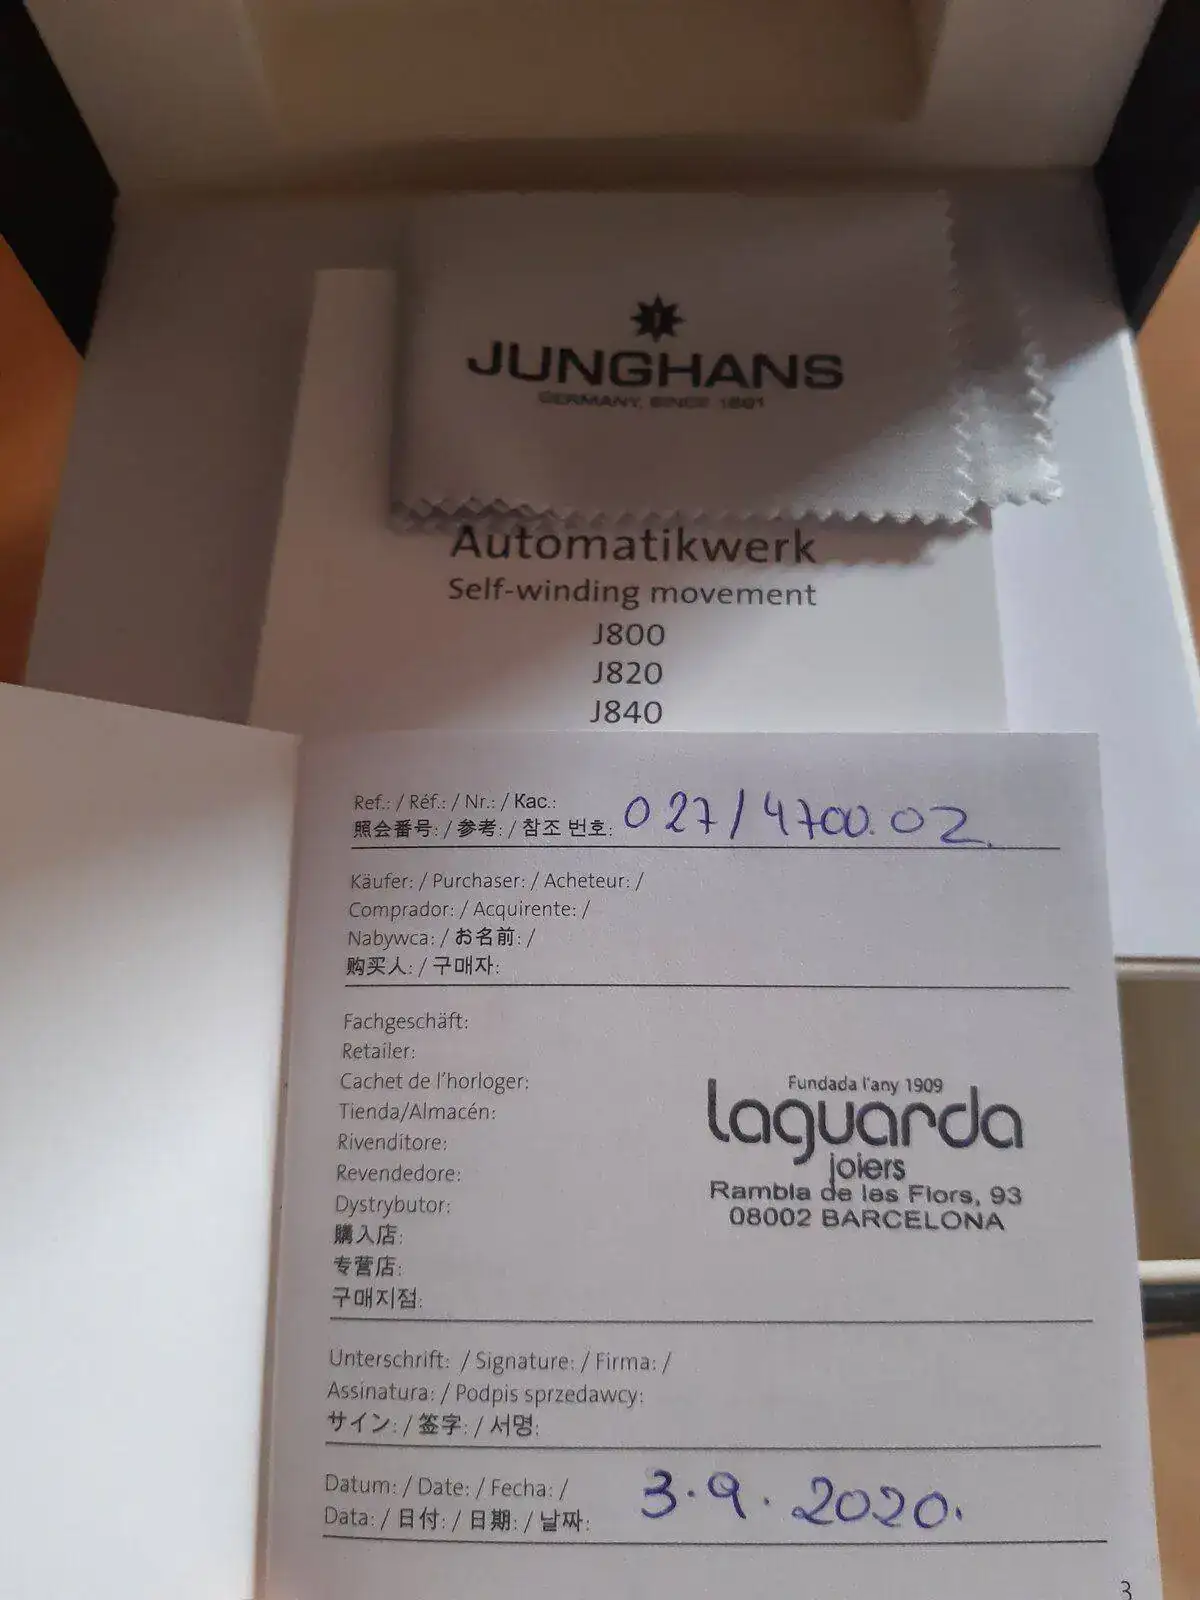 JUNGHANS
GERMANY, SINCE 1861
Automatikwerk
Self-winding movement
J800
J820
J840
Ref.: / Réf.: / Nr.: / Кас.:
照会番号: / 参考: / 참조 번호: 027/4700.02
Käufer: / Purchaser: / Acheteur: /
Comprador: / Acquirente: /
Nabywca: / お名前: /
购买人: / 구매자:
Fachgeschäft:
Retailer:
Cachet de l'horloger:
Tienda/Almacén:
Rivenditore:
Revendedore:
Dystrybutor:
購入店:
专营店:
구매지점:
Fundada l'any 1909
laguarda
joiers
Rambla de les Flors, 93
08002 BARCELONA
Unterschrift: / Signature: / Firma: /
Assinatura: / Podpis sprzedawcy:
サイン: / 签字: / 서명:
Datum: / Date: / Fecha: /
Data: / 日付: / 日期: / 날짜: 3.9.2020.
3